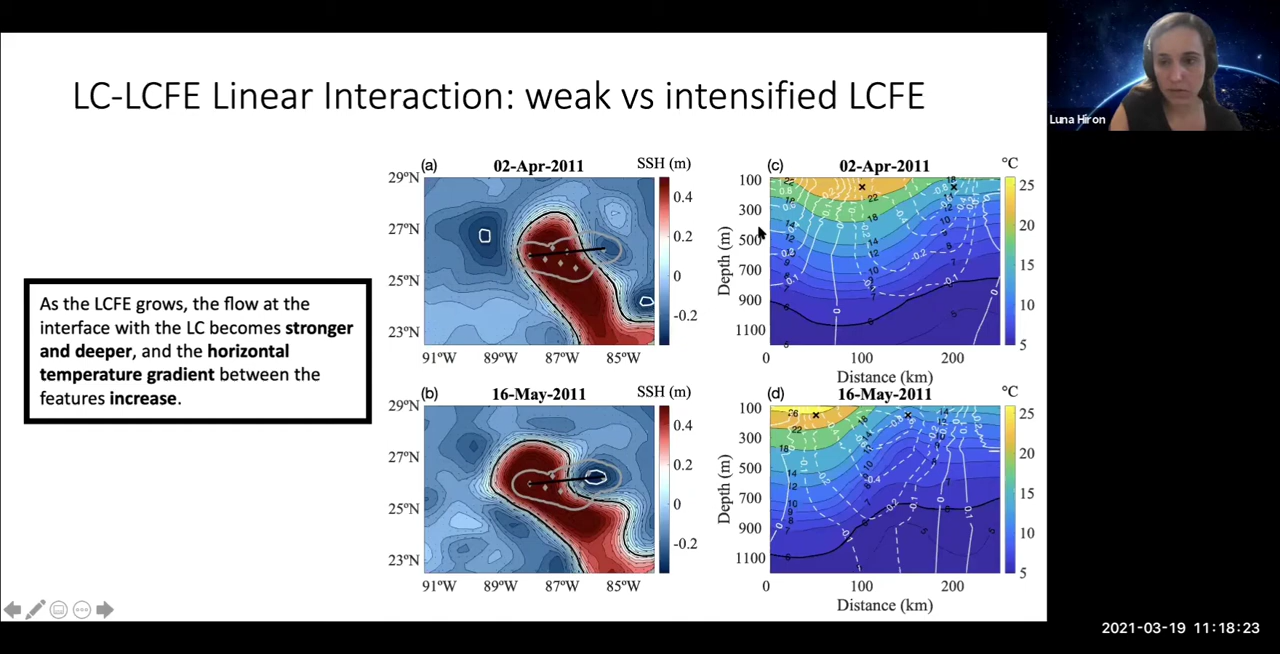 LC-LCFE Linear Interaction: weak vs intensified LCFE
Luna Hiron
As the LCFE grows, the flow at the
interface with the LC becomes stronger
and deeper, and the horizontal
temperature gradient between the
features increase.
(a) 02-Apr-2011 SSH (m)
29°N
27°N
25°N
23°N
91°W 89°W 87°W 85°W
0.4
0.2
0
-0.2
(c) 02-Apr-2011 °C
100
300
500
700
900
1100
Depth (m)
0 100 200
Distance (km)
25
20
15
10
5
(b) 16-May-2011 SSH (m)
29°N
27°N
25°N
23°N
91°W 89°W 87°W 85°W
0.4
0.2
0
-0.2
(d) 16-May-2011 °C
100
300
500
700
900
1100
Depth (m)
0 100 200
Distance (km)
25
20
15
10
5
2021-03-19 11:18:23